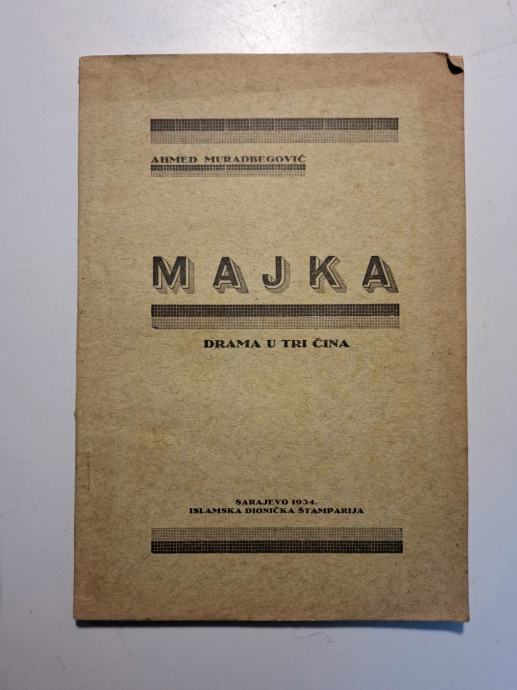 AHMED MURADBEGOVIĆ
MAJKA
DRAMA U TRI ČINA
SARAJEVO 1934.
ISLAMSKA DIONIČKA ŠTAMPARIJA